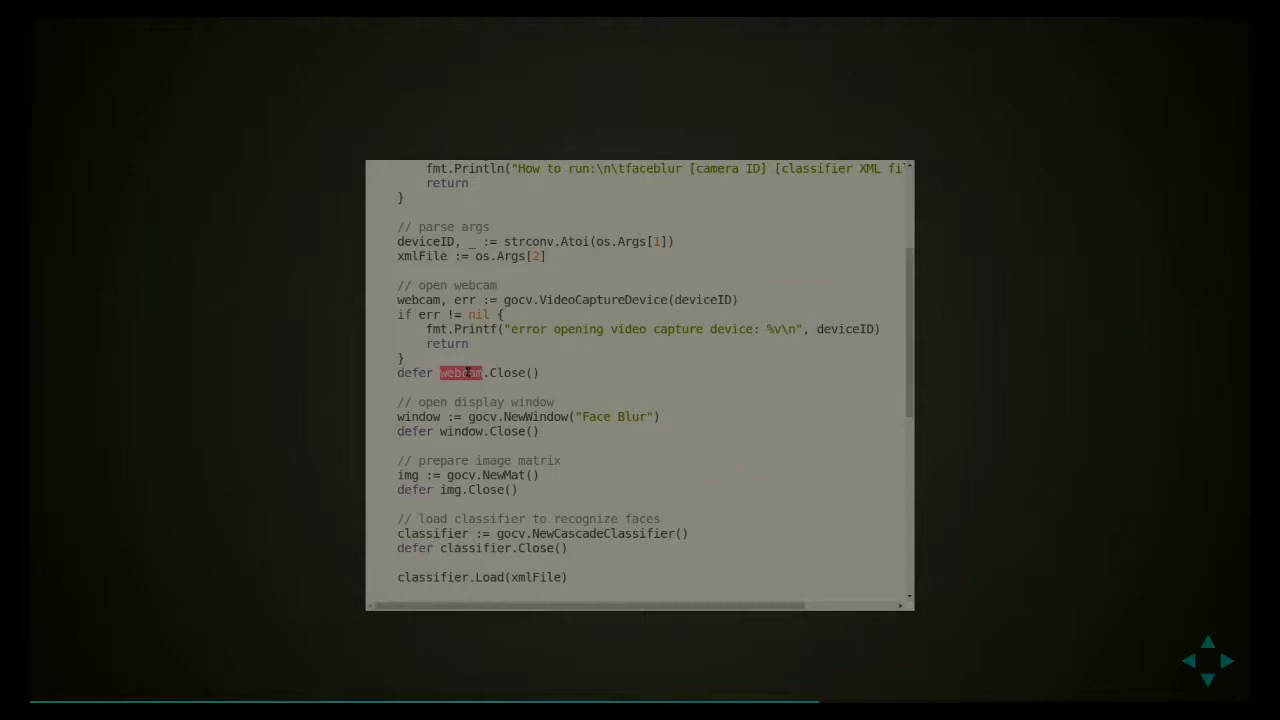 fmt.Println("How to run:\n\tfaceblur [camera ID] [classifier XML fi
return
}
// parse args
deviceID, _ := strconv.Atoi(os.Args[1])
xmlFile := os.Args[2]
// open webcam
webcam, err := gocv.VideoCaptureDevice(deviceID)
if err != nil {
fmt.Printf("error opening video capture device: %v\n", deviceID)
return
}
defer webcam.Close()
// open display window
window := gocv.NewWindow("Face Blur")
defer window.Close()
// prepare image matrix
img := gocv.NewMat()
defer img.Close()
// load classifier to recognize faces
classifier := gocv.NewCascadeClassifier()
defer classifier.Close()
classifier.Load(xmlFile)